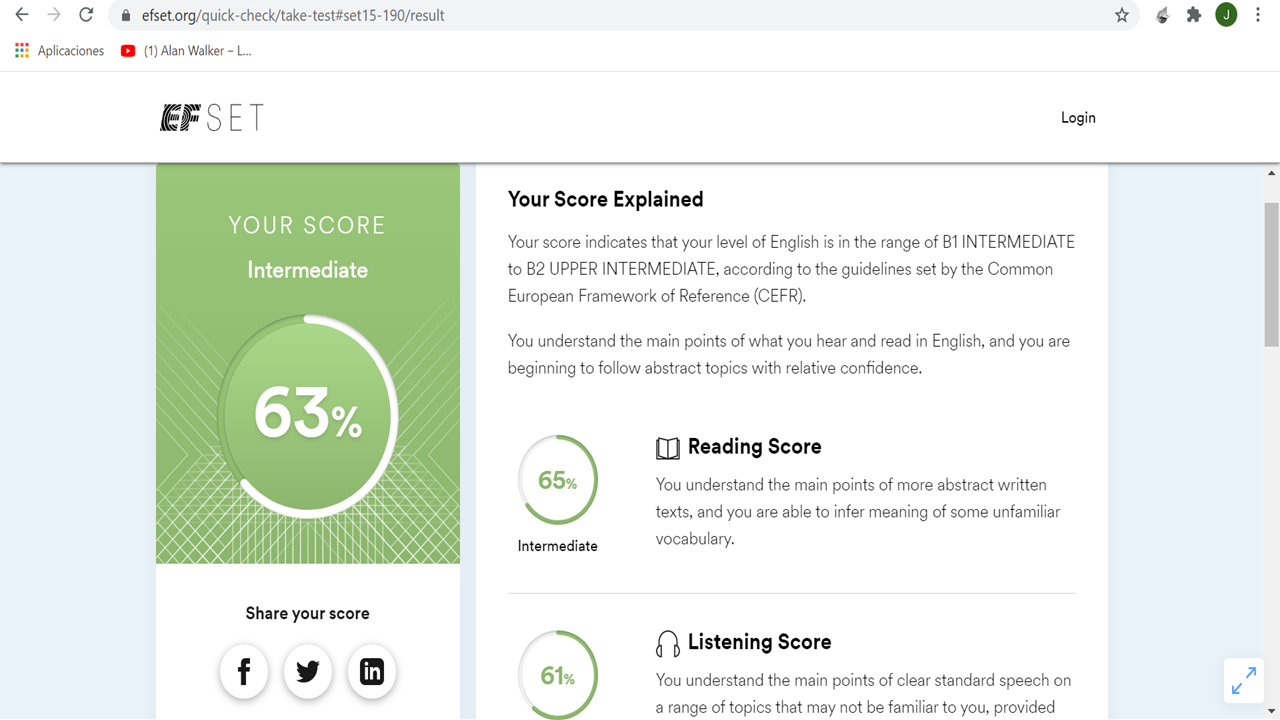 efset.org/quick-check/take-test#set15-190/result
J
Aplicaciones
(1) Alan Walker – L...
EF SET
Login
YOUR SCORE
Intermediate
63%
Share your score
Your Score Explained
Your score indicates that your level of English is in the range of B1 INTERMEDIATE
to B2 UPPER INTERMEDIATE, according to the guidelines set by the Common
European Framework of Reference (CEFR).
You understand the main points of what you hear and read in English, and you are
beginning to follow abstract topics with relative confidence.
65%
Intermediate
Reading Score
You understand the main points of more abstract written
texts, and you are able to infer meaning of some unfamiliar
vocabulary.
61%
Listening Score
You understand the main points of clear standard speech on
a range of topics that may not be familiar to you, provided